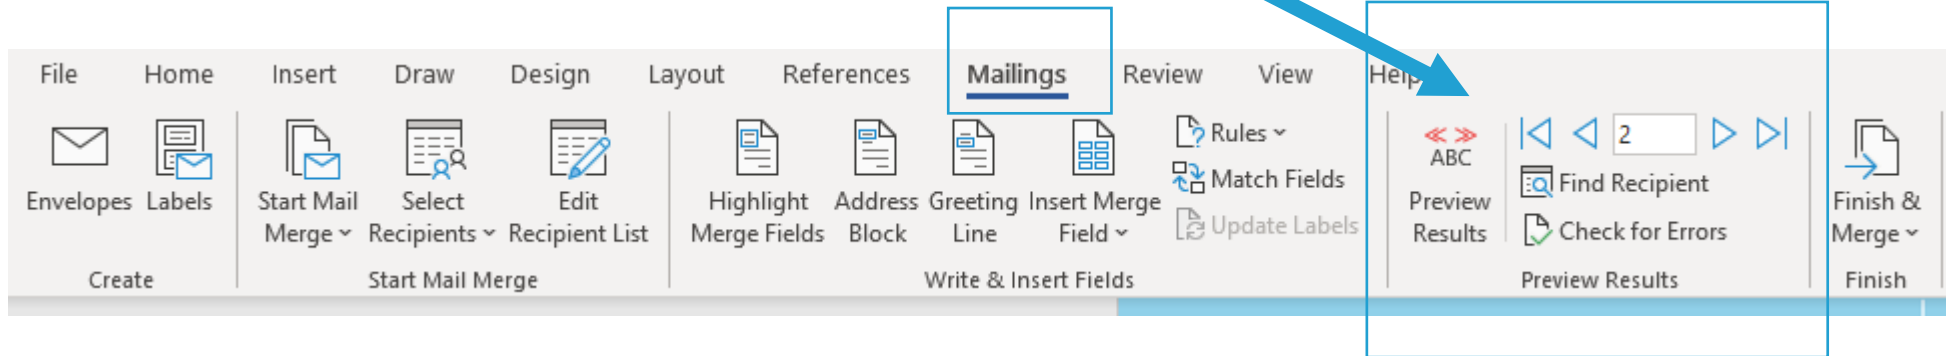 File Home Insert Draw Design Layout References Mailings Review View Help
Envelopes Labels
Start Mail Merge
Select Recipients
Edit Recipient List
Highlight Merge Fields
Address Block
Greeting Line
Insert Merge Field
Rules
Match Fields
Update Labels
ABC
Preview Results
2
Find Recipient
Check for Errors
Finish & Merge
Create
Start Mail Merge
Write & Insert Fields
Preview Results
Finish